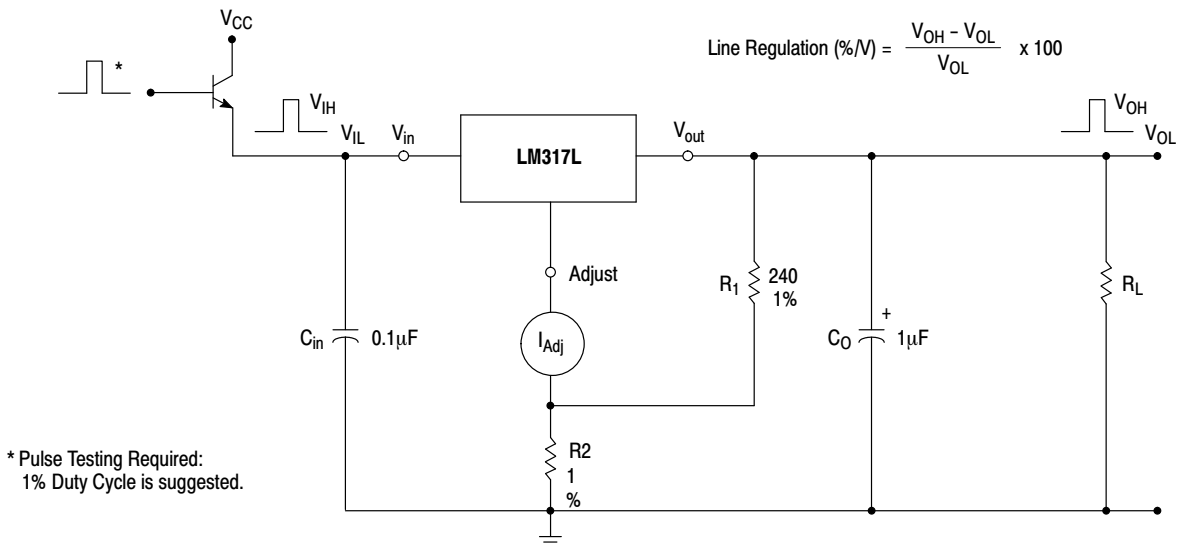 V_CC
Line Regulation (%/V) = V_OH – V_OL / V_OL x 100
*
V_IH
V_IL
V_in
LM317L
V_out
V_OH
V_OL
Adjust
R_1
240
1%
R_L
C_in
0.1μF
I_Adj
C_O
+
1μF
R2
1
%
* Pulse Testing Required:
1% Duty Cycle is suggested.